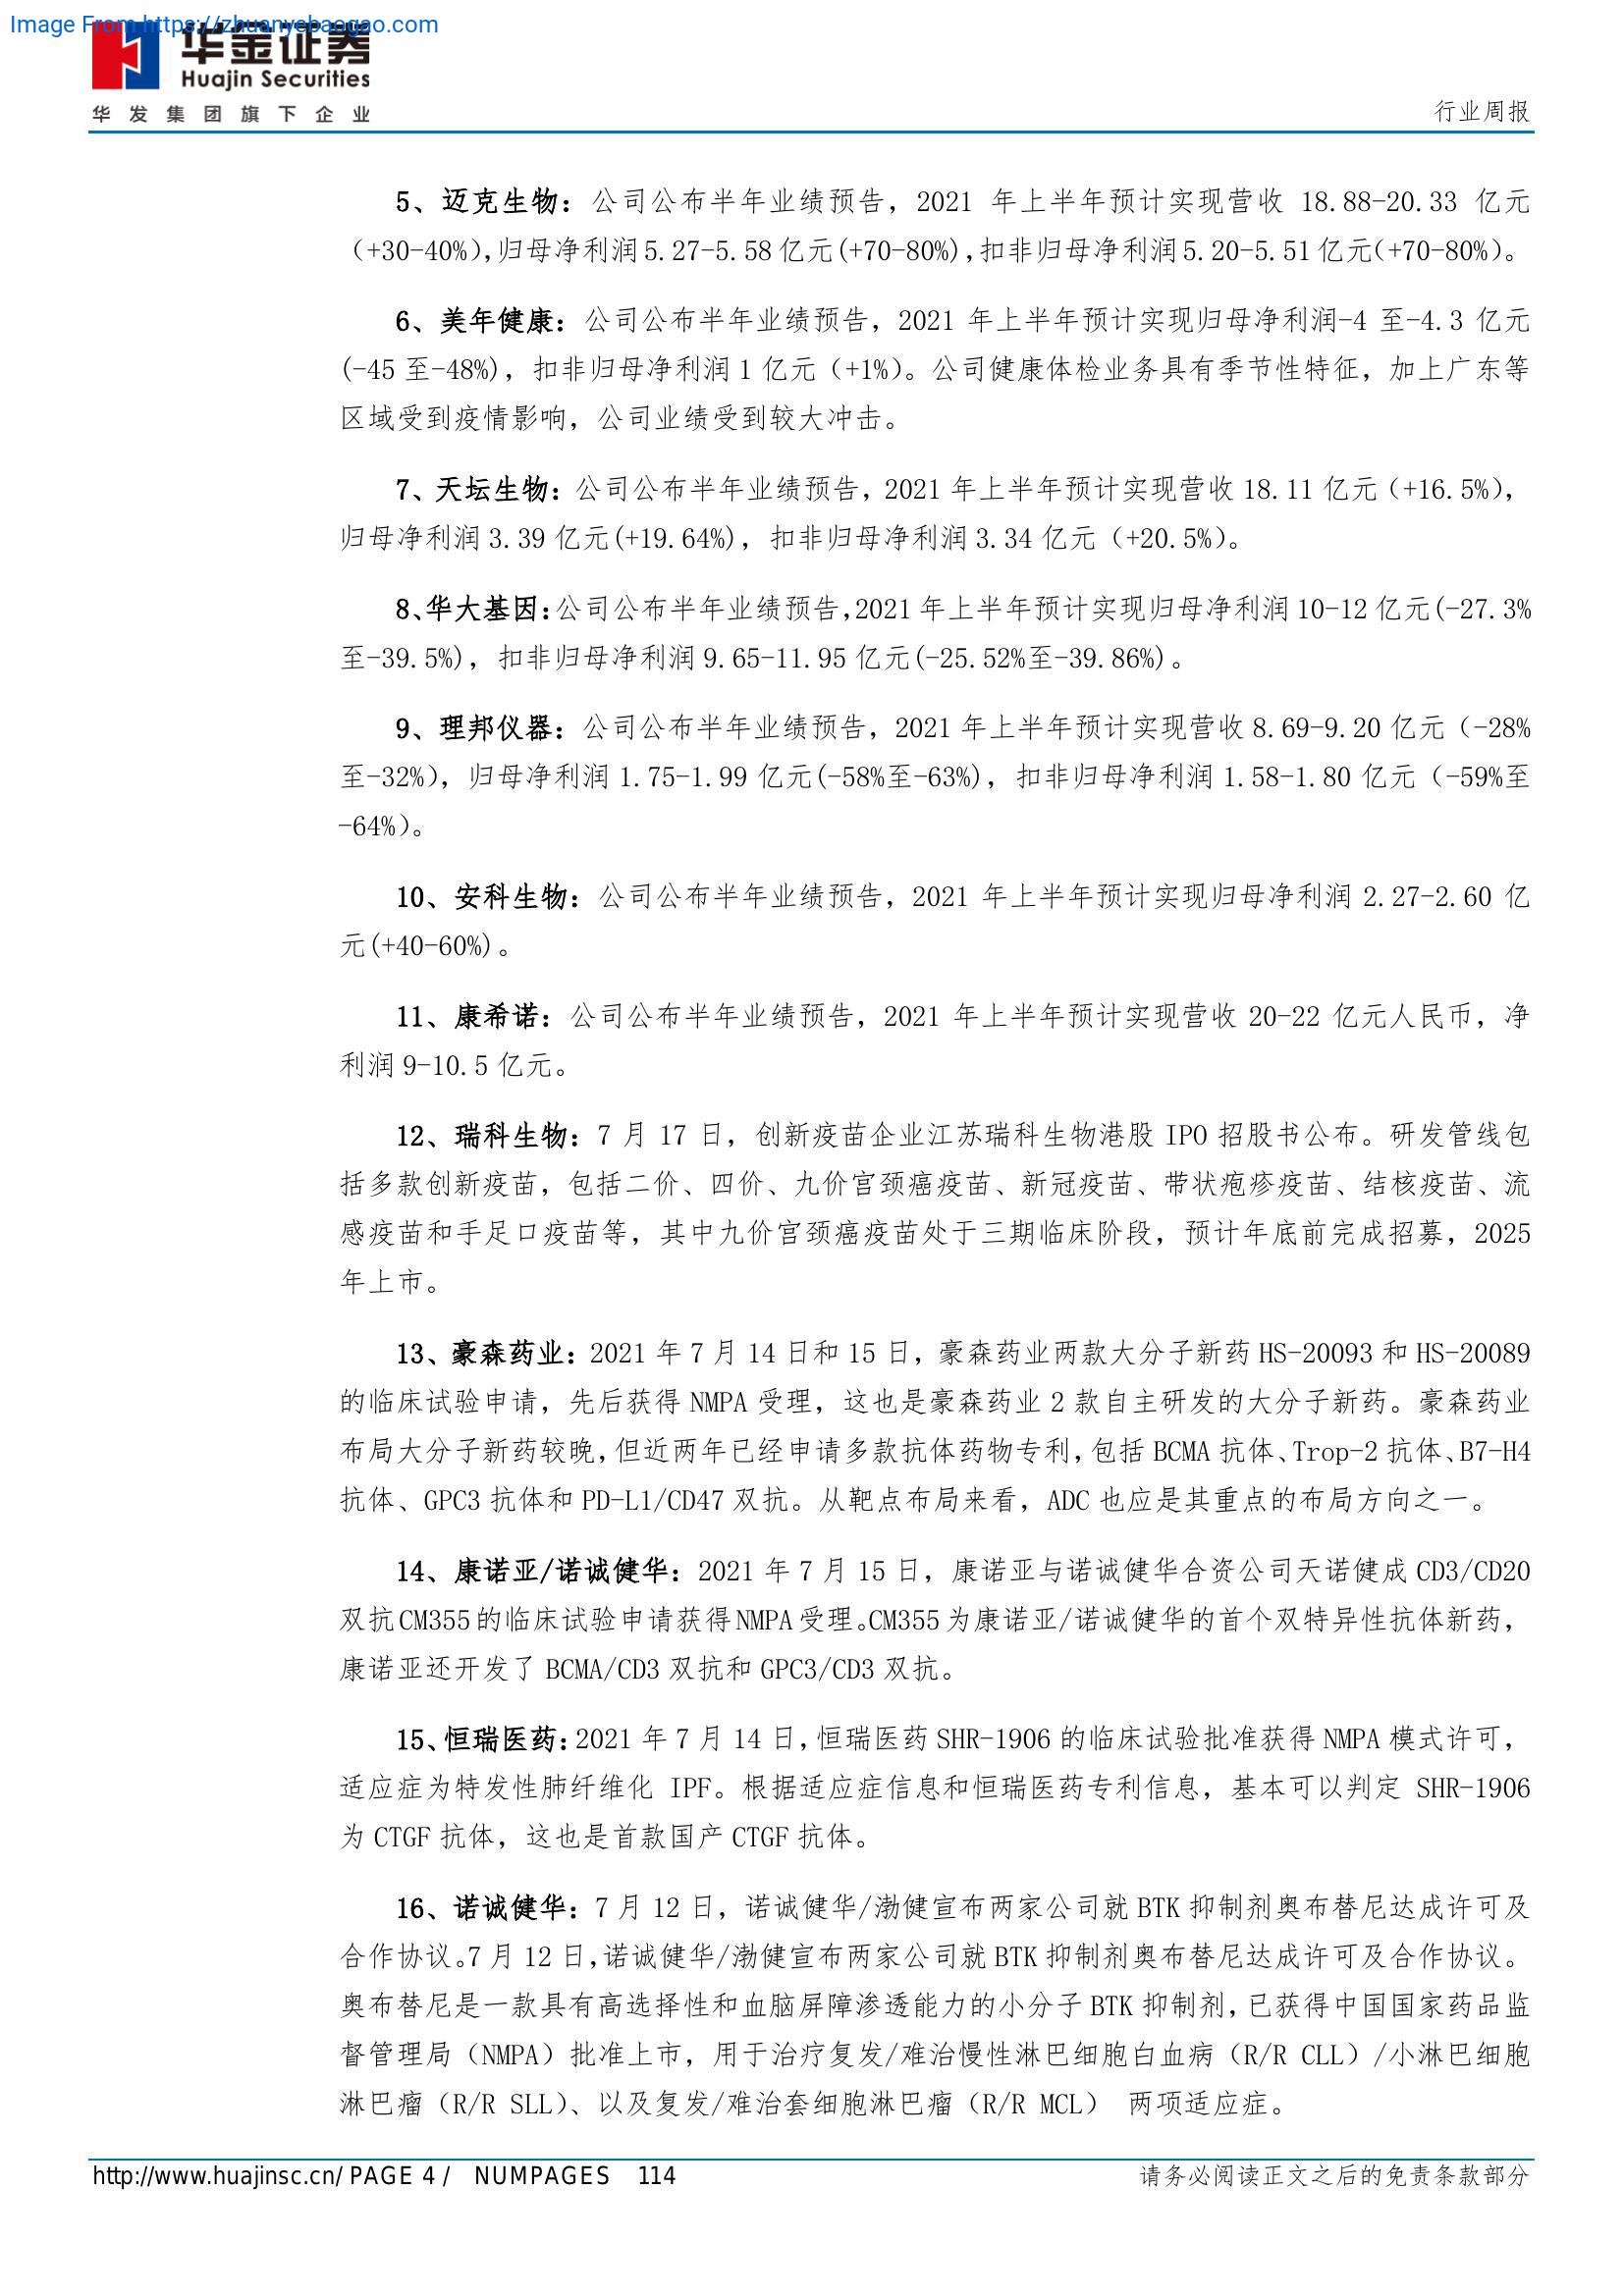 Image From https://zhuanyebaogao.com
华金证券
Huajin Securities
华发集团旗下企业
行业周报
5、迈克生物：公司公布半年业绩预告，2021 年上半年预计实现营收 18.88-20.33 亿元
（+30-40%），归母净利润 5.27-5.58 亿元(+70-80%)，扣非归母净利润 5.20-5.51 亿元（+70-80%）。
6、美年健康：公司公布半年业绩预告，2021 年上半年预计实现归母净利润-4 至-4.3 亿元
(-45 至-48%)，扣非归母净利润 1 亿元（+1%）。公司健康体检业务具有季节性特征，加上广东等
区域受到疫情影响，公司业绩受到较大冲击。
7、天坛生物：公司公布半年业绩预告，2021 年上半年预计实现营收 18.11 亿元（+16.5%），
归母净利润 3.39 亿元(+19.64%)，扣非归母净利润 3.34 亿元（+20.5%）。
8、华大基因：公司公布半年业绩预告，2021 年上半年预计实现归母净利润 10-12 亿元(-27.3%
至-39.5%)，扣非归母净利润 9.65-11.95 亿元(-25.52%至-39.86%)。
9、理邦仪器：公司公布半年业绩预告，2021 年上半年预计实现营收 8.69-9.20 亿元（-28%
至-32%），归母净利润 1.75-1.99 亿元(-58%至-63%)，扣非归母净利润 1.58-1.80 亿元（-59%至
-64%）。
10、安科生物：公司公布半年业绩预告，2021 年上半年预计实现归母净利润 2.27-2.60 亿
元(+40-60%)。
11、康希诺：公司公布半年业绩预告，2021 年上半年预计实现营收 20-22 亿元人民币，净
利润 9-10.5 亿元。
12、瑞科生物：7 月 17 日，创新疫苗企业江苏瑞科生物港股 IPO 招股书公布。研发管线包
括多款创新疫苗，包括二价、四价、九价宫颈癌疫苗、新冠疫苗、带状疱疹疫苗、结核疫苗、流
感疫苗和手足口疫苗等，其中九价宫颈癌疫苗处于三期临床阶段，预计年底前完成招募，2025
年上市。
13、豪森药业：2021 年 7 月 14 日和 15 日，豪森药业两款大分子新药 HS-20093 和 HS-20089
的临床试验申请，先后获得 NMPA 受理，这也是豪森药业 2 款自主研发的大分子新药。豪森药业
布局大分子新药较晚，但近两年已经申请多款抗体药物专利，包括 BCMA 抗体、Trop-2 抗体、B7-H4
抗体、GPC3 抗体和 PD-L1/CD47 双抗。从靶点布局来看，ADC 也应是其重点的布局方向之一。
14、康诺亚/诺诚健华：2021 年 7 月 15 日，康诺亚与诺诚健华合资公司天诺健成 CD3/CD20
双抗 CM355 的临床试验申请获得 NMPA 受理。CM355 为康诺亚/诺诚健华的首个双特异性抗体新药，
康诺亚还开发了 BCMA/CD3 双抗和 GPC3/CD3 双抗。
15、恒瑞医药：2021 年 7 月 14 日，恒瑞医药 SHR-1906 的临床试验批准获得 NMPA 模式许可，
适应症为特发性肺纤维化 IPF。根据适应症信息和恒瑞医药专利信息，基本可以判定 SHR-1906
为 CTGF 抗体，这也是首款国产 CTGF 抗体。
16、诺诚健华：7 月 12 日，诺诚健华/渤健宣布两家公司就 BTK 抑制剂奥布替尼达成许可及
合作协议。7 月 12 日，诺诚健华/渤健宣布两家公司就 BTK 抑制剂奥布替尼达成许可及合作协议。
奥布替尼是一款具有高选择性和血脑屏障渗透能力的小分子 BTK 抑制剂，已获得中国国家药品监
督管理局（NMPA）批准上市，用于治疗复发/难治慢性淋巴细胞白血病（R/R CLL）/小淋巴细胞
淋巴瘤（R/R SLL）、以及复发/难治套细胞淋巴瘤（R/R MCL） 两项适应症。
http://www.huajinsc.cn/ PAGE 4 / NUMPAGES 114
请务必阅读正文之后的免责条款部分